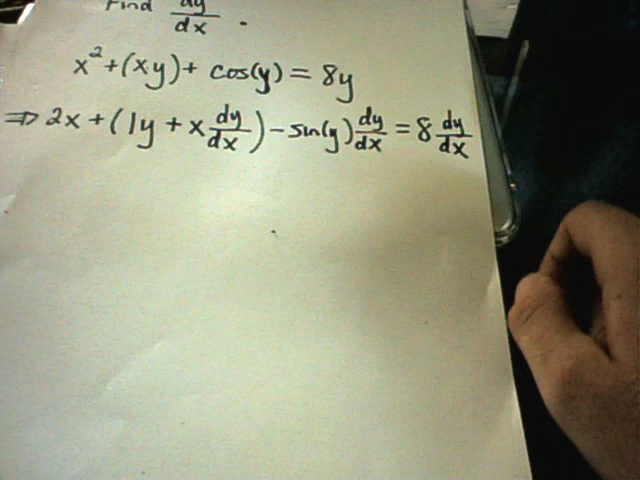 Find dy/dx .
x² + (xy) + cos(y) = 8y
⇒ 2x + (1y + x dy/dx) - sin(y) dy/dx = 8 dy/dx